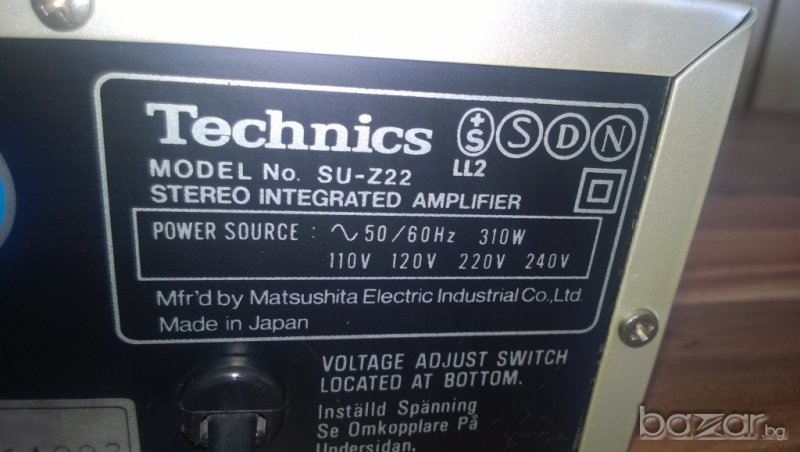 Technics +S S D N
LL2
MODEL No. SU-Z22
STEREO INTEGRATED AMPLIFIER
POWER SOURCE : ∿ 50/60Hz 310W
110V 120V 220V 240V
Mfr'd by Matsushita Electric Industrial Co., Ltd.
Made in Japan
VOLTAGE ADJUST SWITCH
LOCATED AT BOTTOM.
Inställd Spänning
Se Omkopplare På
Undersidan.
bazar.bg